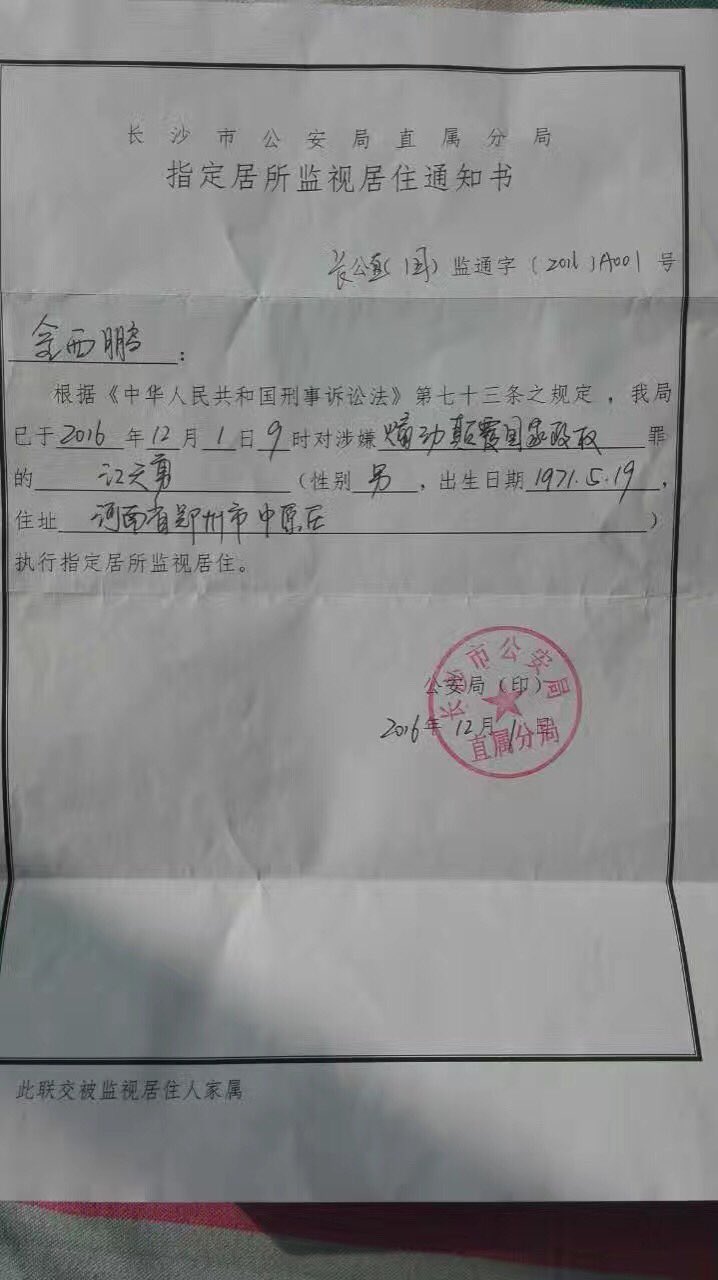 长沙市公安局直属分局
指定居所监视居住通知书
长公直(国)监通字(2016)A001号
金西鹏:
根据《中华人民共和国刑事诉讼法》第七十三条之规定，我局
已于2016年12月1日9时对涉嫌煽动颠覆国家政权罪
的江天勇(性别男，出生日期1971.5.19，
住址河南省郑州市中原区)
执行指定居所监视居住。
长沙市公安局
公安局(印)
2016年12月1日
直属分局
此联交被监视居住人家属